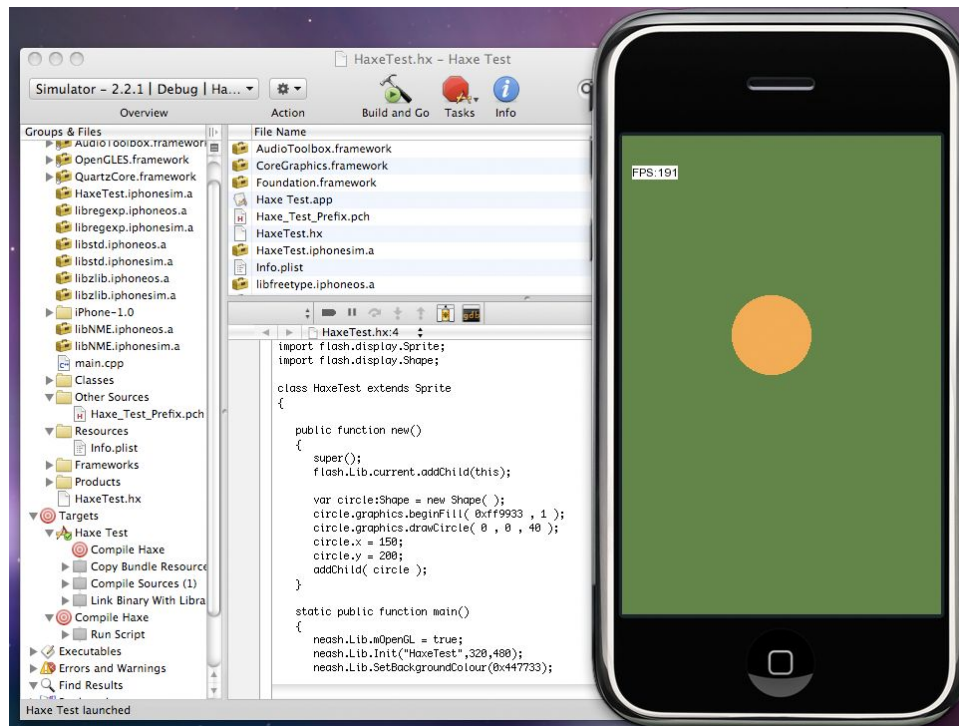 HaxeTest.hx – Haxe Test
Simulator – 2.2.1 | Debug | Ha...
Overview
Action
Build and Go
Tasks
Info
Groups & Files
AudioToolbox.framework
OpenGLES.framework
QuartzCore.framework
HaxeTest.iphonesim.a
libregexp.iphoneos.a
libregexp.iphonesim.a
libstd.iphoneos.a
libstd.iphonesim.a
libzlib.iphoneos.a
libzlib.iphonesim.a
iPhone-1.0
libNME.iphoneos.a
libNME.iphonesim.a
main.cpp
Classes
Other Sources
Haxe_Test_Prefix.pch
Resources
Info.plist
Frameworks
Products
HaxeTest.hx
Targets
Haxe Test
Compile Haxe
Copy Bundle Resource
Compile Sources (1)
Link Binary With Libra
Compile Haxe
Run Script
Executables
Errors and Warnings
Find Results
File Name
AudioToolbox.framework
CoreGraphics.framework
Foundation.framework
Haxe Test.app
Haxe_Test_Prefix.pch
HaxeTest.hx
HaxeTest.iphonesim.a
Info.plist
libfreetype.iphoneos.a
gdb
HaxeTest.hx:4
import flash.display.Sprite;
import flash.display.Shape;
class HaxeTest extends Sprite
{
public function new()
{
super();
flash.Lib.current.addChild(this);
var circle:Shape = new Shape( );
circle.graphics.beginFill( 0xff9933 , 1 );
circle.graphics.drawCircle( 0 , 0 , 40 );
circle.x = 150;
circle.y = 200;
addChild( circle );
}
static public function main()
{
neash.Lib.mOpenGL = true;
neash.Lib.Init("HaxeTest",320,480);
neash.Lib.SetBackgroundColour(0x447733);
Haxe Test launched
FPS:191